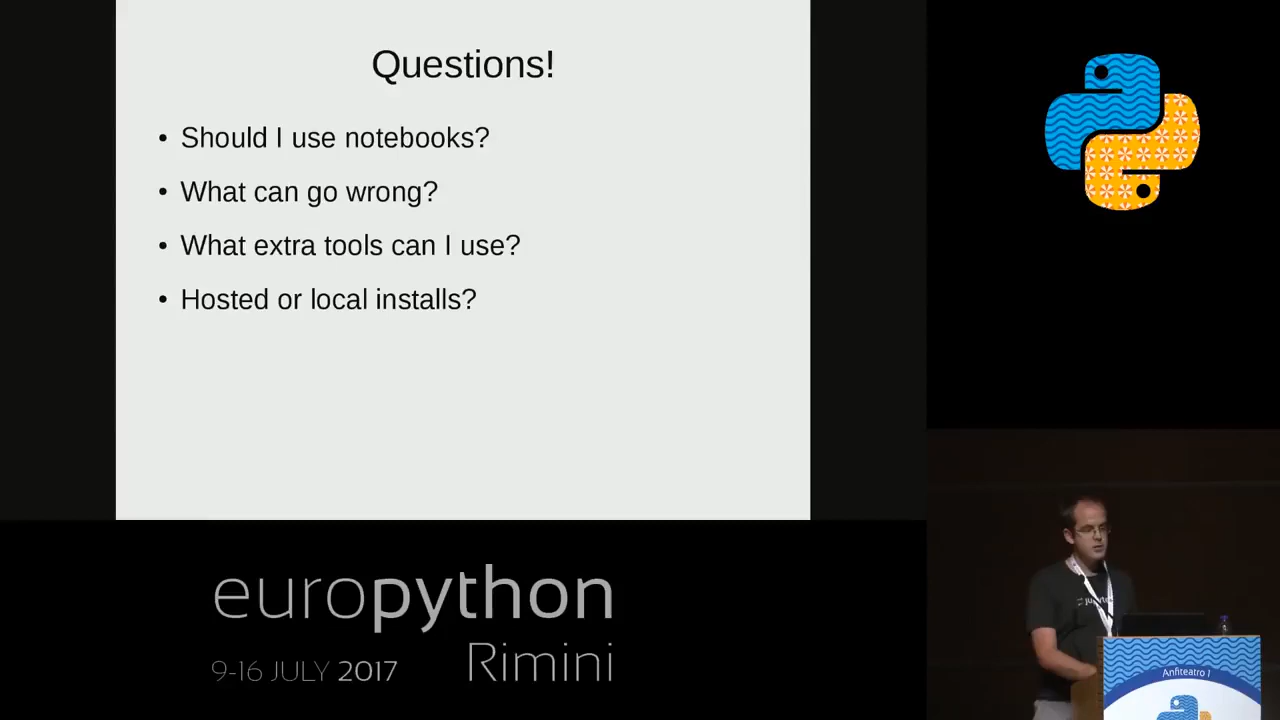 Questions!
• Should I use notebooks?
• What can go wrong?
• What extra tools can I use?
• Hosted or local installs?
europython
9-16 JULY 2017 Rimini
Anfiteatro 1